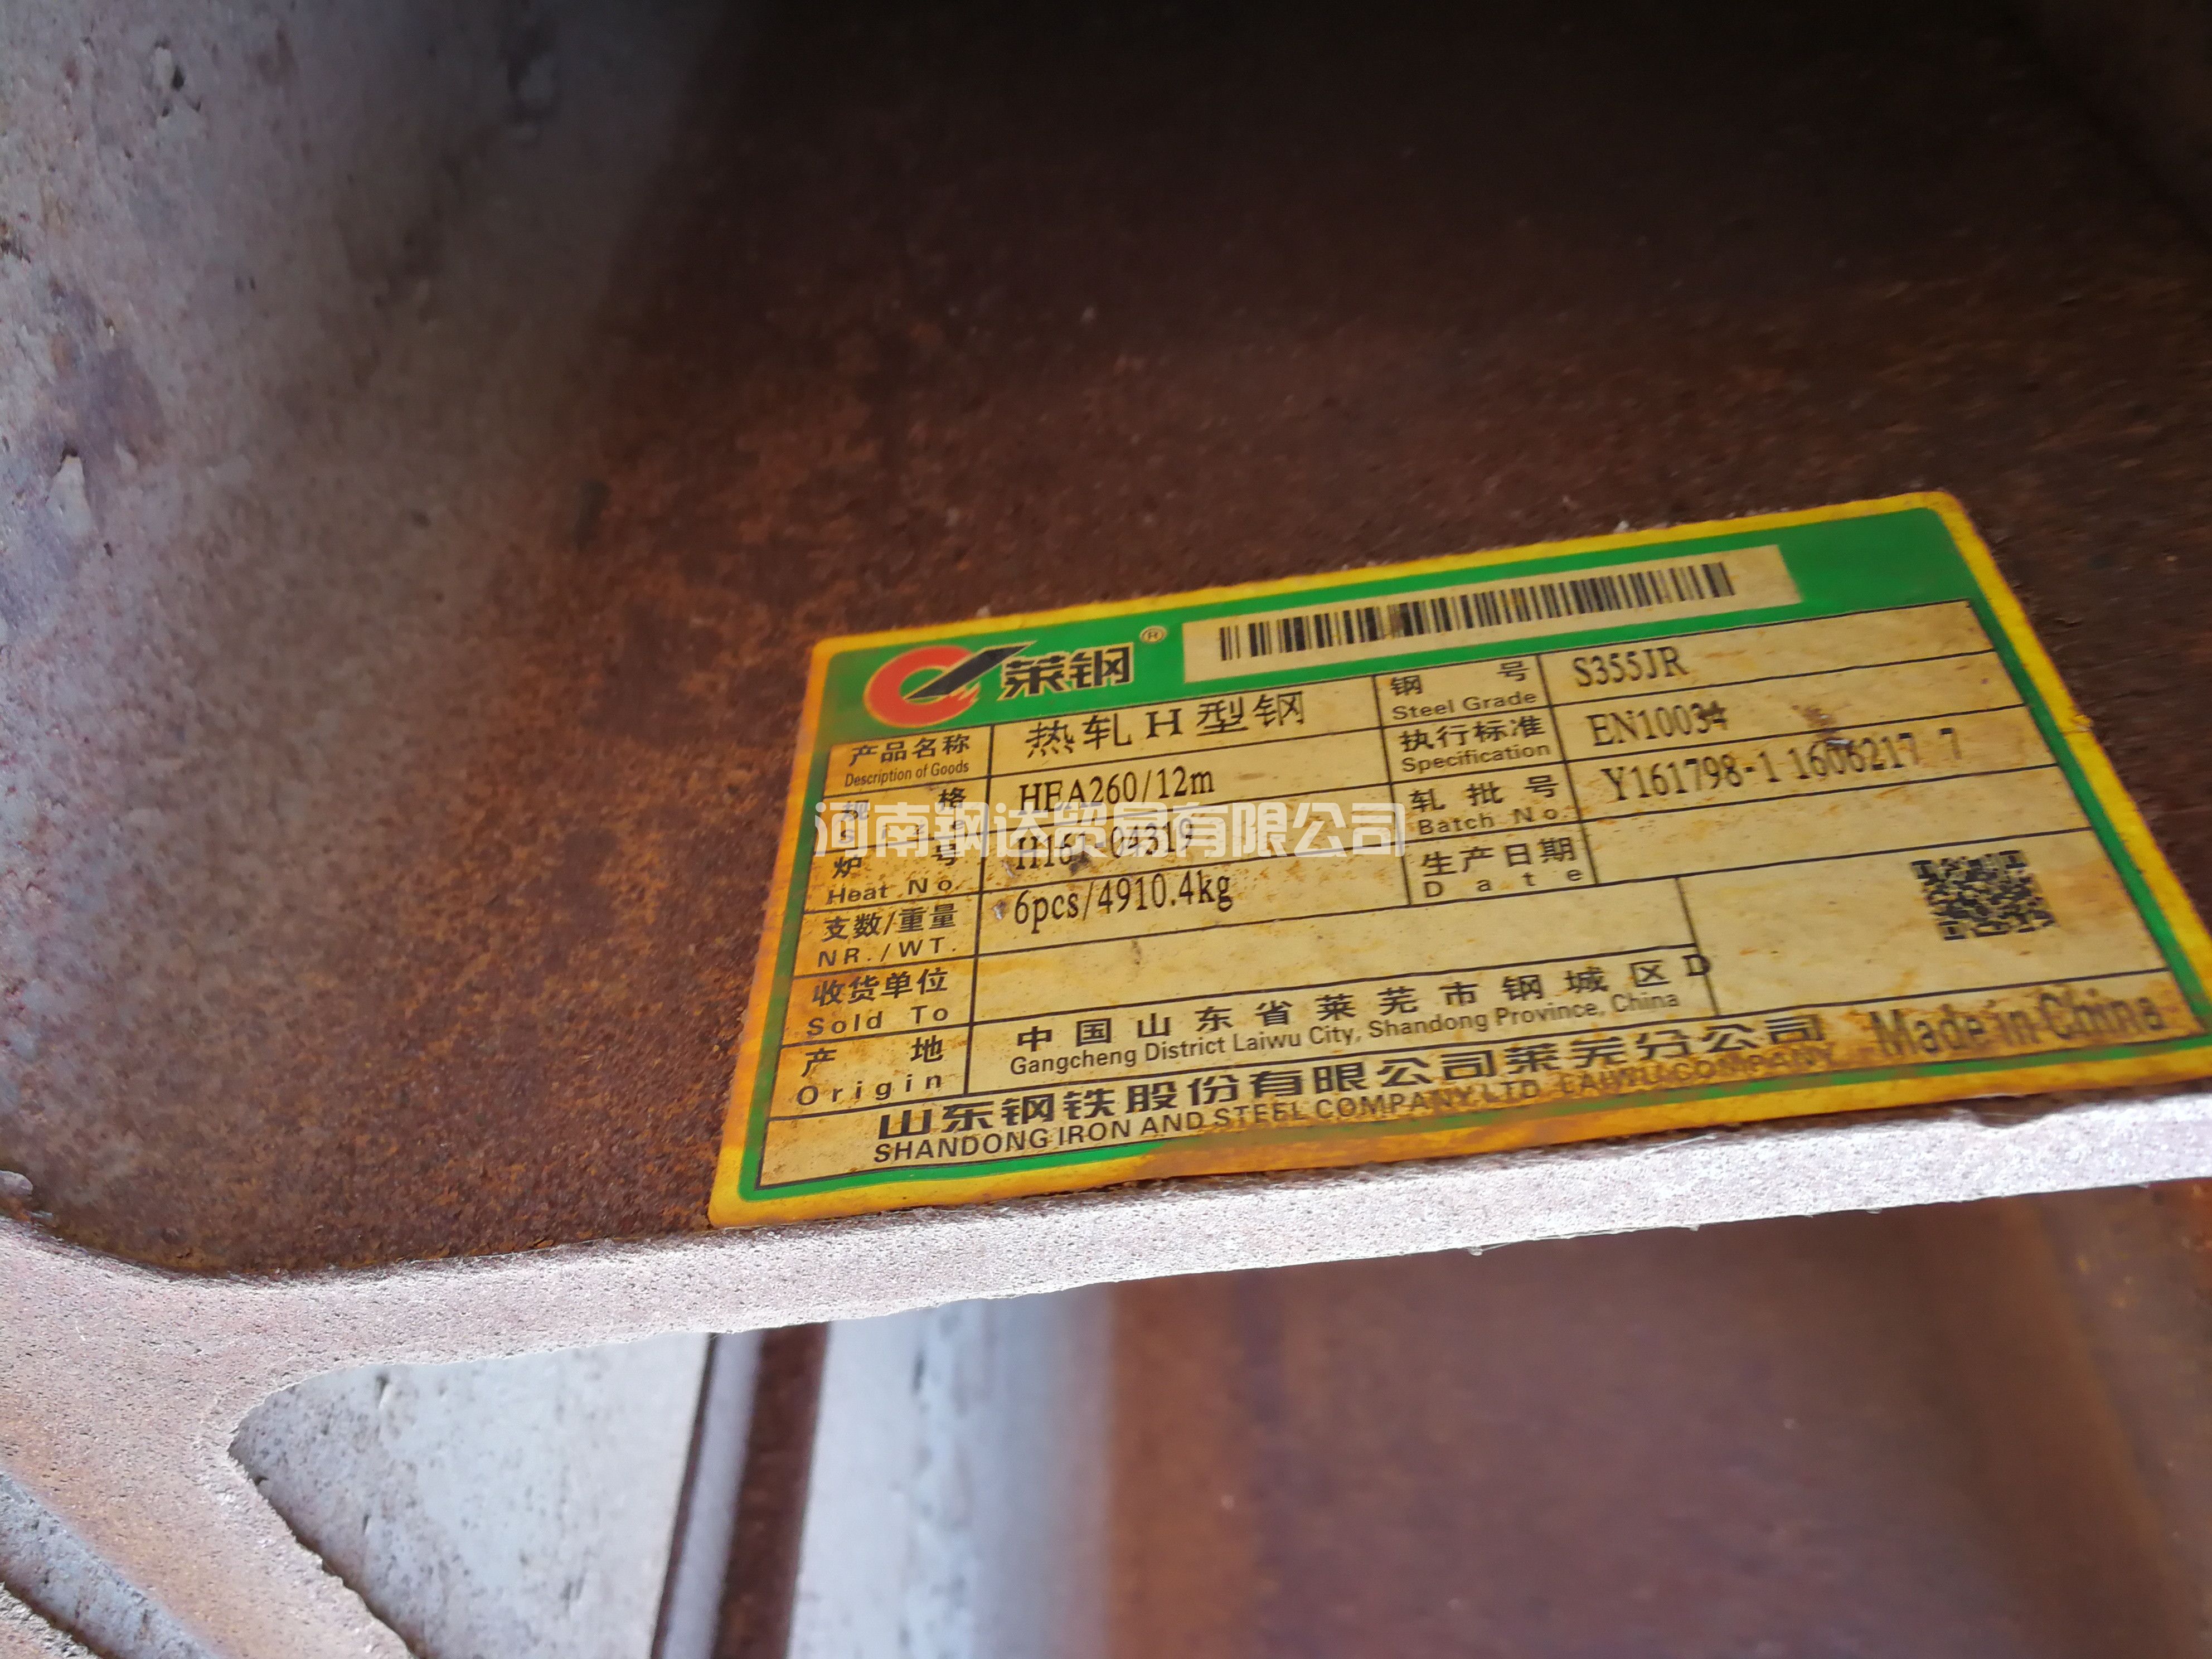 莱钢®
产品名称 热轧H型钢 钢号 S355JR
Description of Goods Steel Grade
规格 HEA260/12m 执行标准 EN10034
Size Specification
炉号 04319 轧批号 Y161798-1 1606217 7
Heat No. Batch No.
支数/重量 6pcs/4910.4kg 生产日期
NR./WT. Date
收货单位
Sold To
产地 中国山东省莱芜市钢城区D
Origin Gangcheng District Laiwu City, Shandong Province, China
山东钢铁股份有限公司莱芜分公司 Made in China
SHANDONG IRON AND STEEL COMPANY LTD. LAIWU COMPANY
河南钢达贸易有限公司